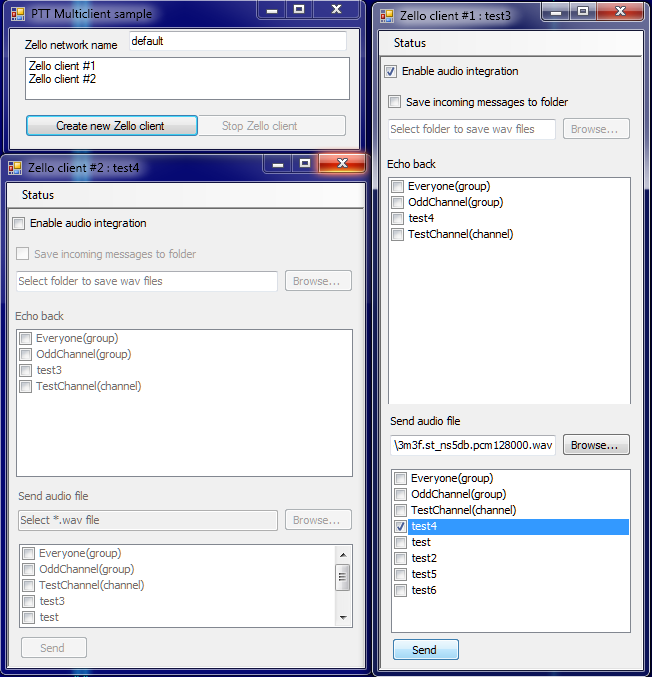 PTT Multiclient sample
Zello network name default
Zello client #1
Zello client #2
Create new Zello client Stop Zello client
Zello client #2 : test4
Status
Enable audio integration
Save incoming messages to folder
Select folder to save wav files Browse...
Echo back
Everyone(group)
OddChannel(group)
test3
TestChannel(channel)
Send audio file
Select *.wav file Browse...
Everyone(group)
OddChannel(group)
TestChannel(channel)
test3
test
Send
Zello client #1 : test3
Status
Enable audio integration
Save incoming messages to folder
Select folder to save wav files Browse...
Echo back
Everyone(group)
OddChannel(group)
test4
TestChannel(channel)
Send audio file
\3m3f.st_ns5db.pcm128000.wav Browse...
Everyone(group)
OddChannel(group)
TestChannel(channel)
test4
test
test2
test5
test6
Send